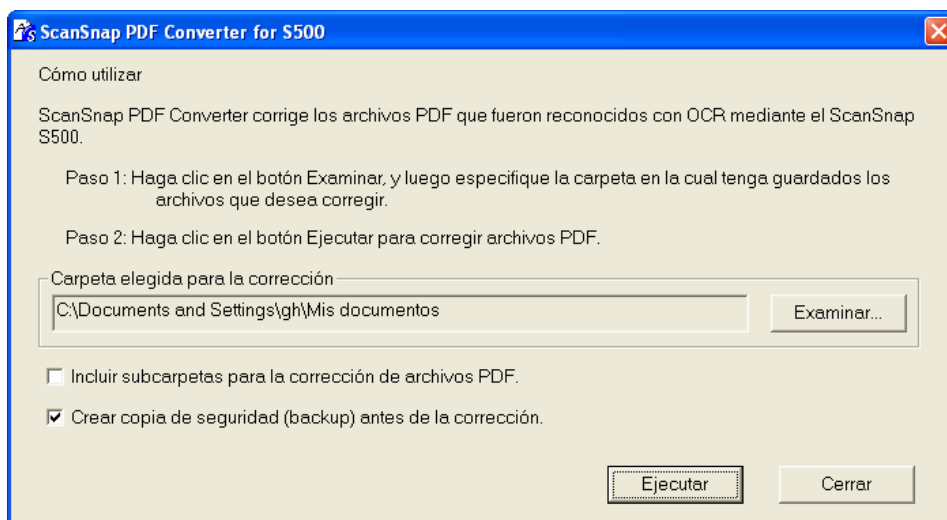 ScanSnap PDF Converter for S500
Cómo utilizar
ScanSnap PDF Converter corrige los archivos PDF que fueron reconocidos con OCR mediante el ScanSnap
S500.
Paso 1: Haga clic en el botón Examinar, y luego especifique la carpeta en la cual tenga guardados los
archivos que desea corregir.
Paso 2: Haga clic en el botón Ejecutar para corregir archivos PDF.
Carpeta elegida para la corrección
C:\Documents and Settings\gh\Mis documentos
Examinar...
Incluir subcarpetas para la corrección de archivos PDF.
Crear copia de seguridad (backup) antes de la corrección.
Ejecutar
Cerrar